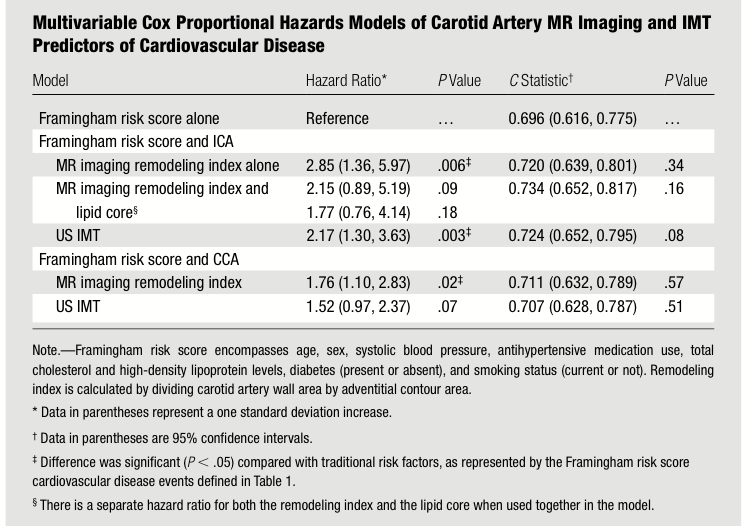 Multivariable Cox Proportional Hazards Models of Carotid Artery MR Imaging and IMT
Predictors of Cardiovascular Disease
Model Hazard Ratio* P Value C Statistic† P Value
Framingham risk score alone Reference ... 0.696 (0.616, 0.775) ...
Framingham risk score and ICA
MR imaging remodeling index alone 2.85 (1.36, 5.97) .006‡ 0.720 (0.639, 0.801) .34
MR imaging remodeling index and 2.15 (0.89, 5.19) .09 0.734 (0.652, 0.817) .16
lipid core§ 1.77 (0.76, 4.14) .18
US IMT 2.17 (1.30, 3.63) .003‡ 0.724 (0.652, 0.795) .08
Framingham risk score and CCA
MR imaging remodeling index 1.76 (1.10, 2.83) .02‡ 0.711 (0.632, 0.789) .57
US IMT 1.52 (0.97, 2.37) .07 0.707 (0.628, 0.787) .51
Note.—Framingham risk score encompasses age, sex, systolic blood pressure, antihypertensive medication use, total
cholesterol and high-density lipoprotein levels, diabetes (present or absent), and smoking status (current or not). Remodeling
index is calculated by dividing carotid artery wall area by adventitial contour area.
* Data in parentheses represent a one standard deviation increase.
† Data in parentheses are 95% confidence intervals.
‡ Difference was significant (P < .05) compared with traditional risk factors, as represented by the Framingham risk score
cardiovascular disease events defined in Table 1.
§ There is a separate hazard ratio for both the remodeling index and the lipid core when used together in the model.